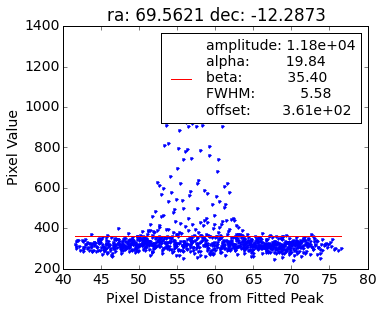 ra: 69.5621 dec: -12.2873
1400
1200
1000
800
600
400
200
Pixel Value
amplitude: 1.18e+04
alpha: 19.84
beta: 35.40
FWHM: 5.58
offset: 3.61e+02
40 45 50 55 60 65 70 75 80
Pixel Distance from Fitted Peak